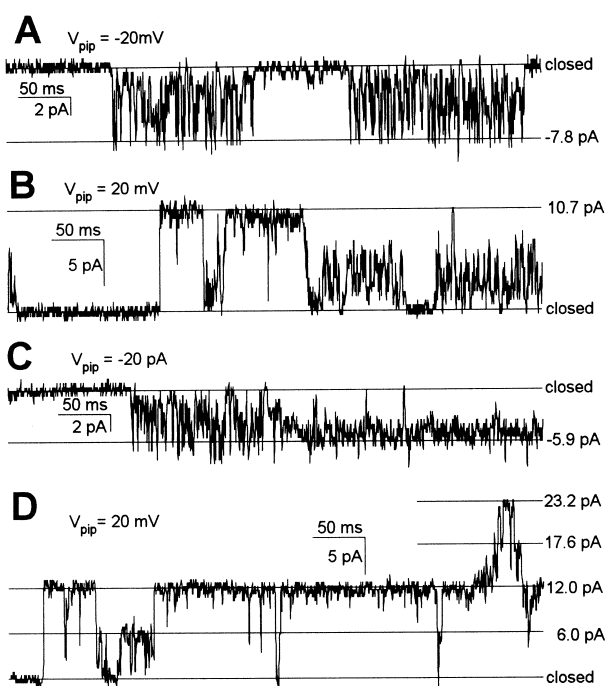 A
Vpip = -20mV
closed
50 ms
2 pA
-7.8 pA
B
Vpip = 20 mV
10.7 pA
50 ms
5 pA
closed
C
Vpip = -20 pA
closed
50 ms
2 pA
-5.9 pA
D
23.2 pA
Vpip= 20 mV
50 ms
5 pA
17.6 pA
12.0 pA
6.0 pA
closed